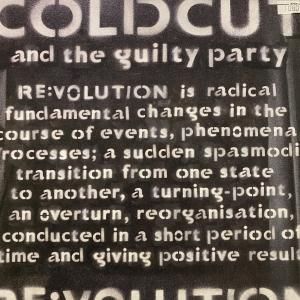 COLDCUT
and the guilty party
RE:VOLUTION is radical
fundamental changes in the
course of events, phenomena
rocesses; a sudden spasmodi
transition from one state
to another, a turning-point,
an overturn, reorganisation,
conducted in a short period of
time and giving positive result
RE:VOLUTION